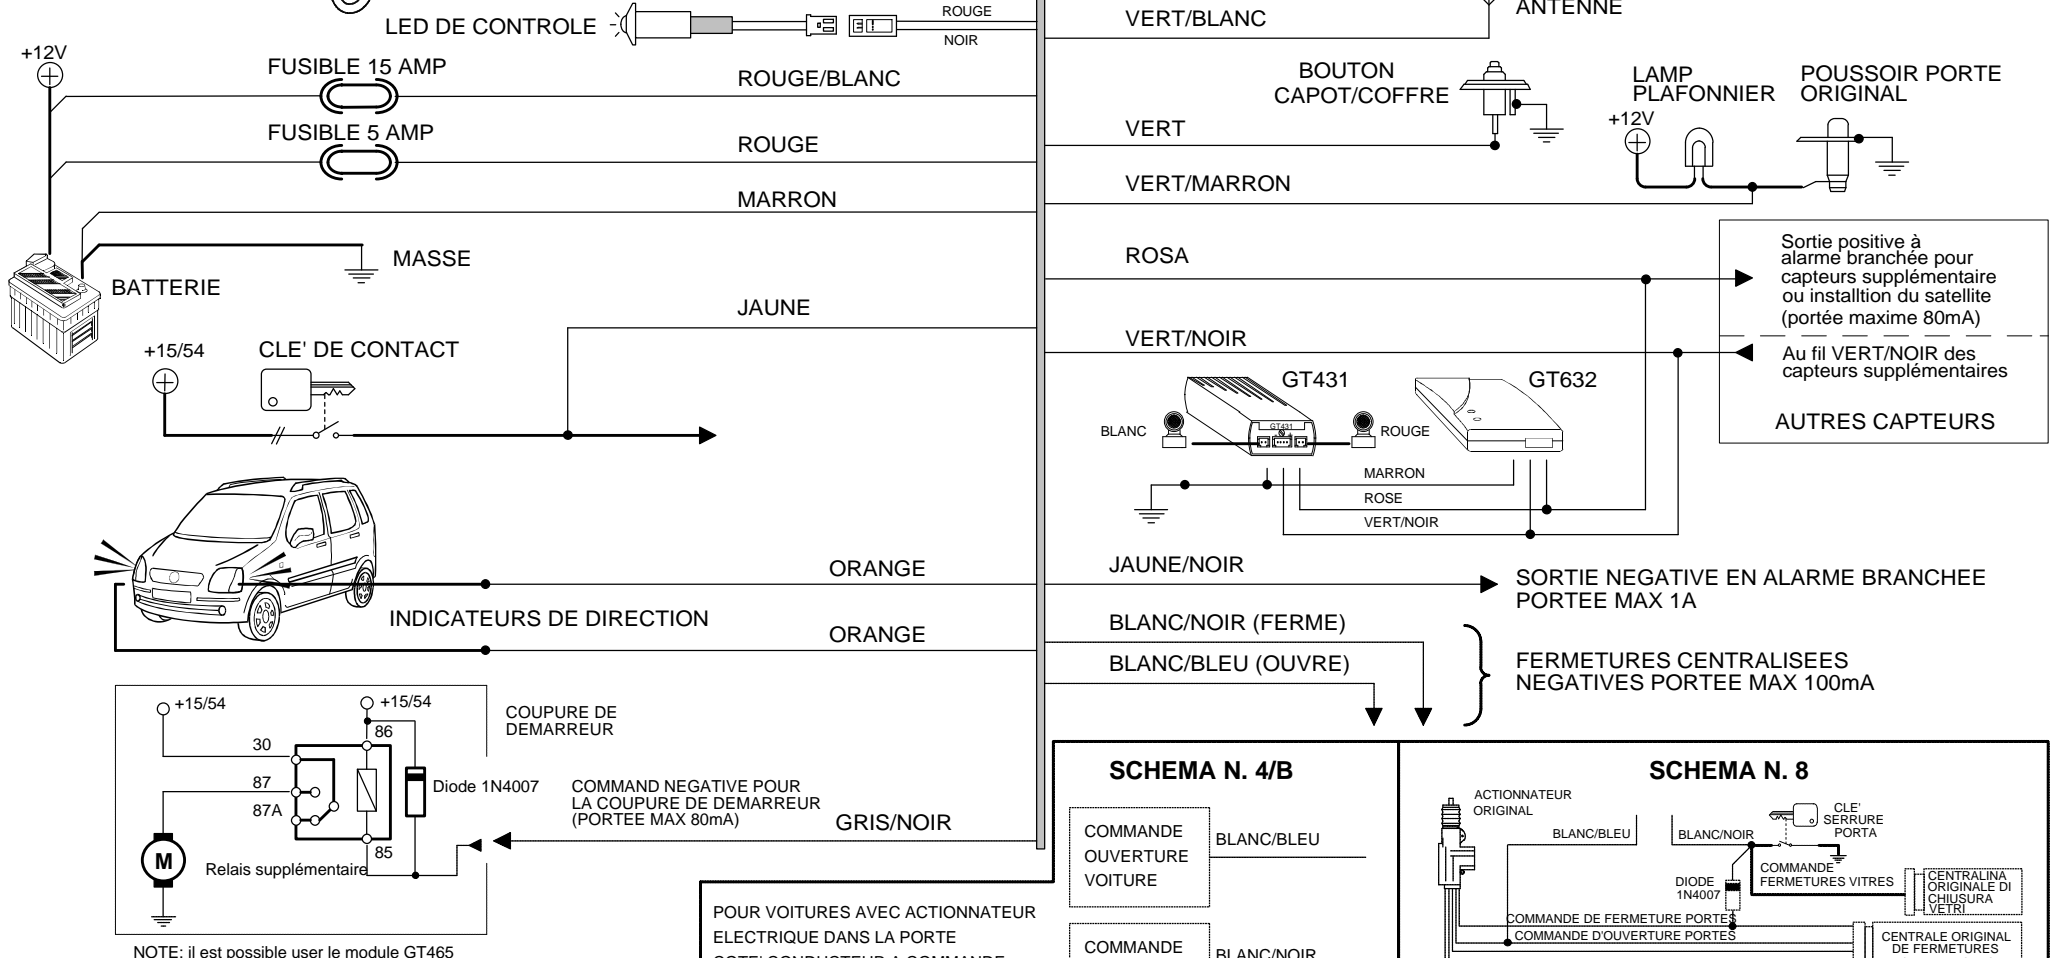 LED DE CONTROLE
ROUGE
NOIR
VERT/BLANC
ANTENNE
+12V
FUSIBLE 15 AMP
ROUGE/BLANC
BOUTON
CAPOT/COFFRE
LAMP
PLAFONNIER
POUSSOIR PORTE
ORIGINAL
+12V
FUSIBLE 5 AMP
ROUGE
VERT
MARRON
VERT/MARRON
MASSE
BATTERIE
ROSA
Sortie positive à
alarme branchée pour
capteurs supplémentaire
ou installtion du satellite
(portée maxime 80mA)
JAUNE
VERT/NOIR
Au fil VERT/NOIR des
capteurs supplémentaires
AUTRES CAPTEURS
+15/54
CLE' DE CONTACT
GT431
GT632
BLANC
GT431
ROUGE
MARRON
ROSE
VERT/NOIR
ORANGE
INDICATEURS DE DIRECTION
ORANGE
JAUNE/NOIR
SORTIE NEGATIVE EN ALARME BRANCHEE
PORTEE MAX 1A
BLANC/NOIR (FERME)
BLANC/BLEU (OUVRE)
FERMETURES CENTRALISEES
NEGATIVES PORTEE MAX 100mA
+15/54
+15/54
COUPURE DE
DEMARREUR
86
30
87
87A
85
Diode 1N4007
M
Relais supplémentaire
COMMAND NEGATIVE POUR
LA COUPURE DE DEMARREUR
(PORTEE MAX 80mA)
GRIS/NOIR
NOTE: il est possible user le module GT465
POUR VOITURES AVEC ACTIONNATEUR
ELECTRIQUE DANS LA PORTE
COTE' CONDUCTEUR A COMMANDE
SCHEMA N. 4/B
COMMANDE
OUVERTURE
VOITURE
BLANC/BLEU
COMMANDE
BLANC/NOIR
SCHEMA N. 8
ACTIONNATEUR
ORIGINAL
BLANC/BLEU
BLANC/NOIR
CLE'
SERRURE
PORTA
COMMANDE
FERMETURES VITRES
DIODE
1N4007
CENTRALINA
ORIGINALE DI
CHIUSURA
VETRI
COMMANDE DE FERMETURE PORTES
COMMANDE D'OUVERTURE PORTES
CENTRALE ORIGINAL
DE FERMETURES